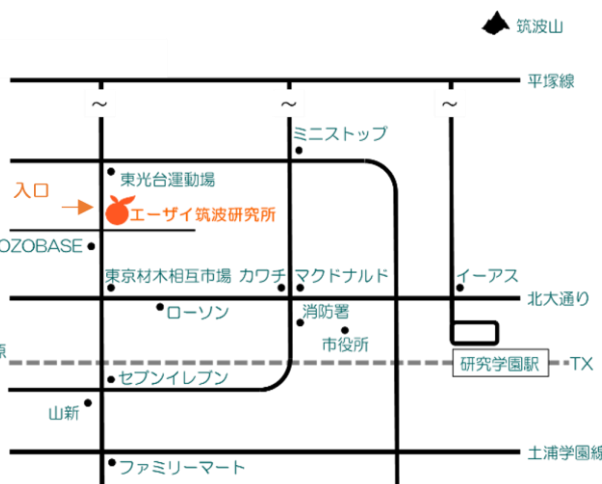 筑波山
平塚線
～ ～ ～
ミニストップ
東光台運動場
入口
エーザイ筑波研究所
OZOBASE
東京材木相互市場 カワチ マクドナルド イーアス
北大通り
ローソン
消防署
市役所
原
研究学園駅
TX
セブンイレブン
山新
土浦学園線
ファミリーマート